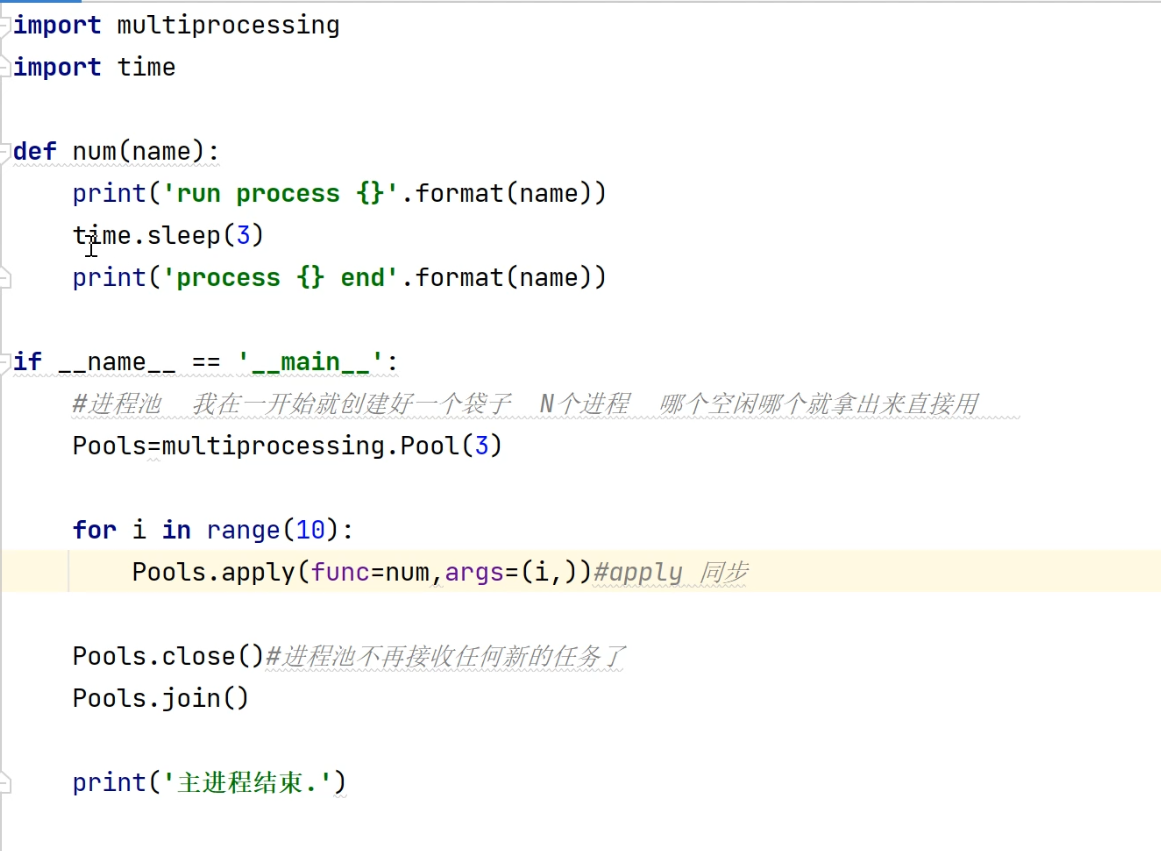 import multiprocessing
import time
def num(name):
    print('run process {}'.format(name))
    time.sleep(3)
    print('process {} end'.format(name))
if __name__ == '__main__':
    #进程池  我在一开始就创建好一个袋子  N个进程  哪个空闲哪个就拿出来直接用
    Pools=multiprocessing.Pool(3)
    for i in range(10):
        Pools.apply(func=num,args=(i,))#apply 同步
    Pools.close()#进程池不再接收任何新的任务了
    Pools.join()
    print('主进程结束.')